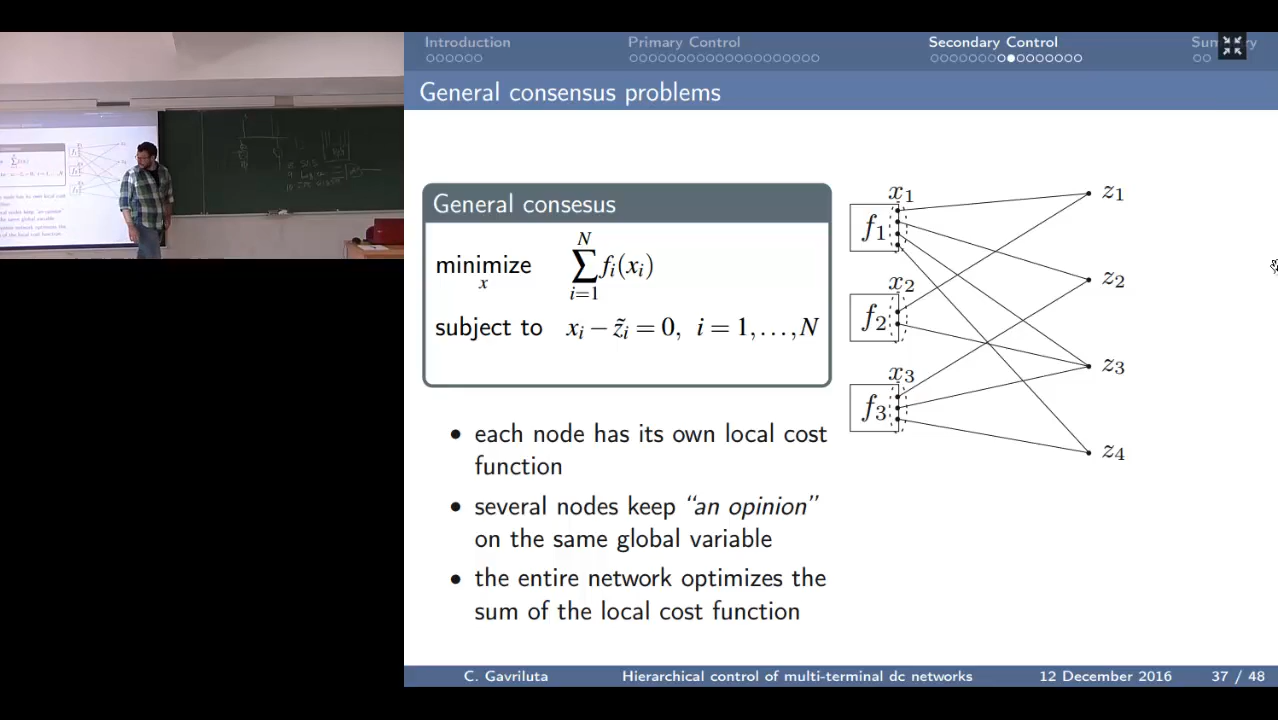 Introduction
Primary Control
Secondary Control
General consensus problems
General consesus
minimize x ∑ i=1 N fᵢ(xᵢ)
subject to xᵢ − z̃ᵢ = 0, i = 1,...,N
• each node has its own local cost
function
• several nodes keep “an opinion”
on the same global variable
• the entire network optimizes the
sum of the local cost function
x₁
f₁
x₂
f₂
x₃
f₃
z₁
z₂
z₃
z₄
C. Gavriluta
Hierarchical control of multi-terminal dc networks
12 December 2016
37 / 48